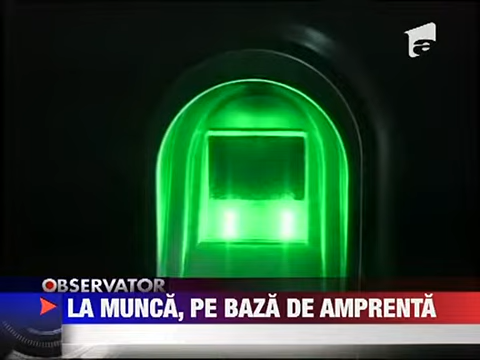 OBSERVATOR
LA MUNCĂ, PE BAZĂ DE AMPRENTĂ